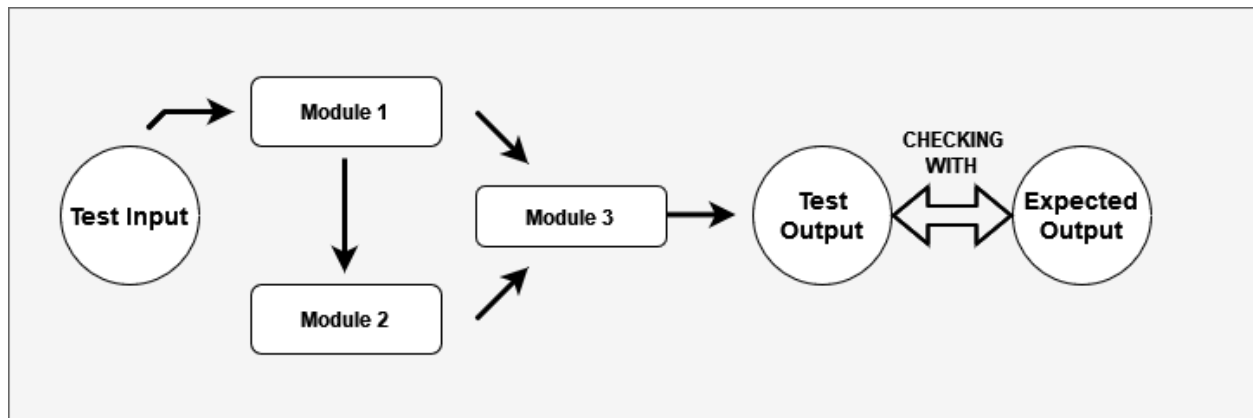 Module 1
Test Input
Module 2
Module 3
Test
Output
CHECKING
WITH
Expected
Output